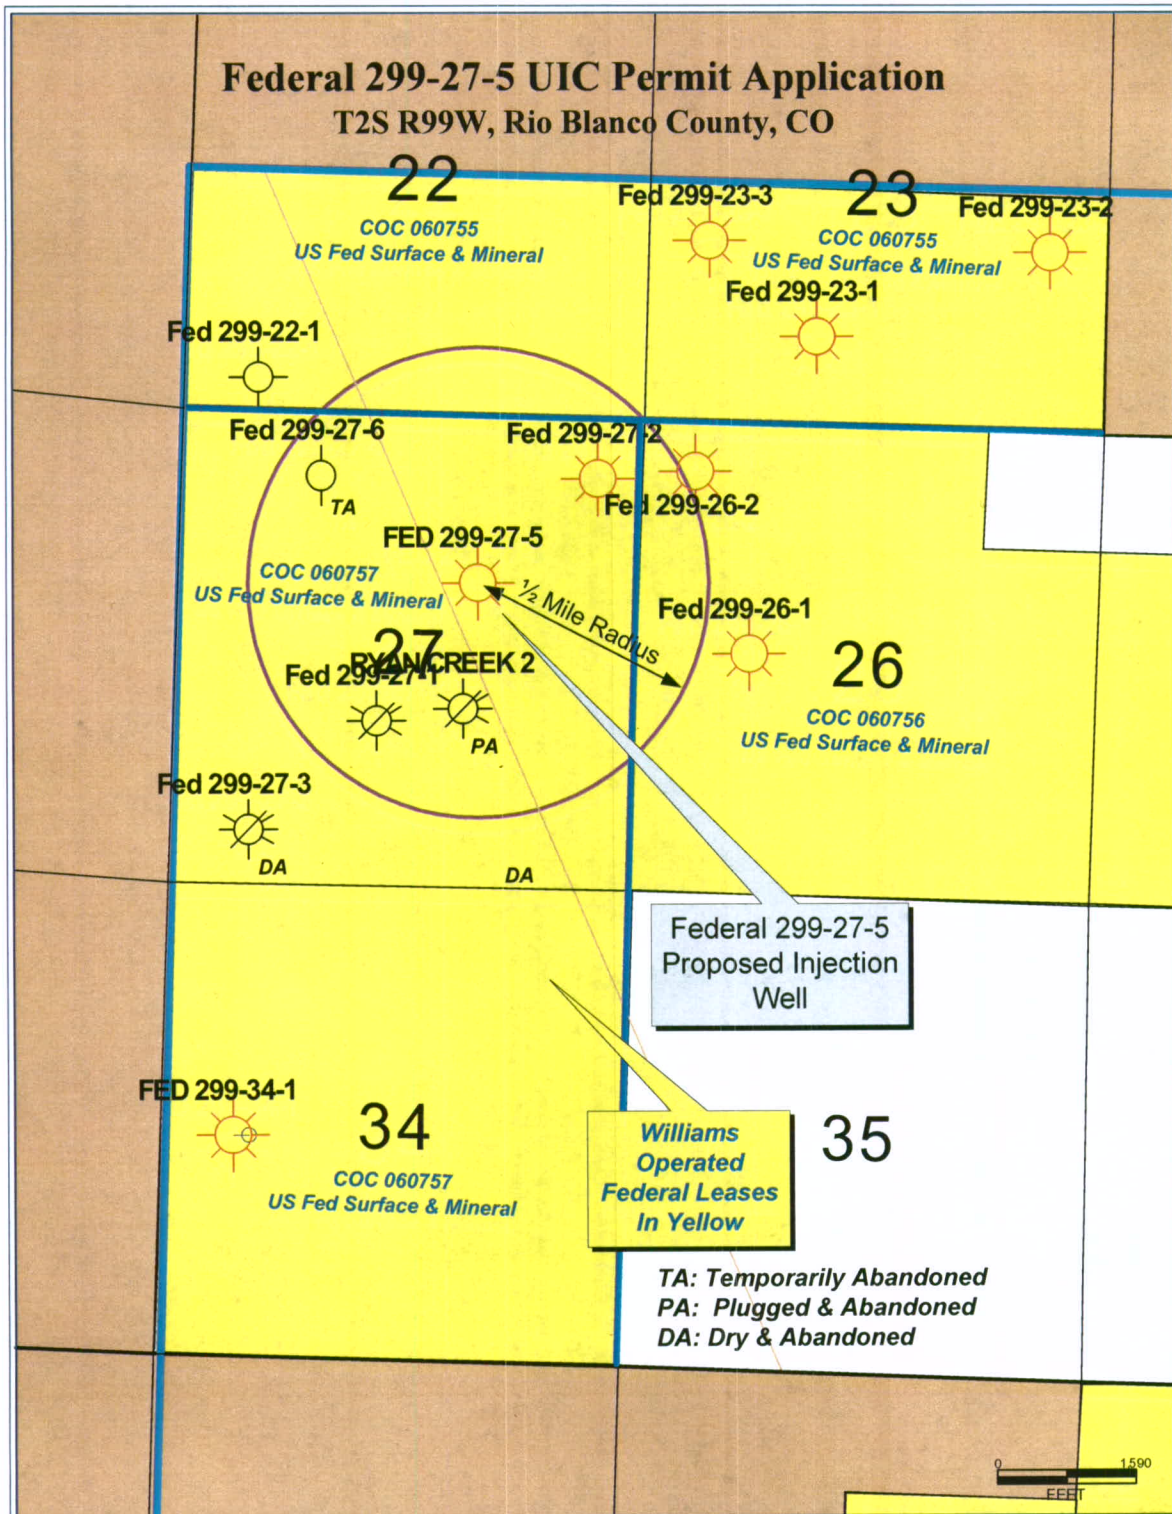 Federal 299-27-5 UIC Permit Application
T2S R99W, Rio Blanco County, CO
22
COC 060755
US Fed Surface & Mineral
Fed 299-23-3
23
Fed 299-23-2
COC 060755
US Fed Surface & Mineral
Fed 299-23-1
Fed 299-22-1
Fed 299-27-6
TA
Fed 299-27-2
Fed 299-26-2
FED 299-27-5
COC 060757
US Fed Surface & Mineral
½ Mile Radius
Fed 299-26-1
27
RYAN CREEK 2
Fed 299-27-1
PA
26
COC 060756
US Fed Surface & Mineral
Fed 299-27-3
DA
DA
Federal 299-27-5
Proposed Injection
Well
FED 299-34-1
34
COC 060757
US Fed Surface & Mineral
Williams
Operated
Federal Leases
In Yellow
35
TA: Temporarily Abandoned
PA: Plugged & Abandoned
DA: Dry & Abandoned
0 1,590
FEET